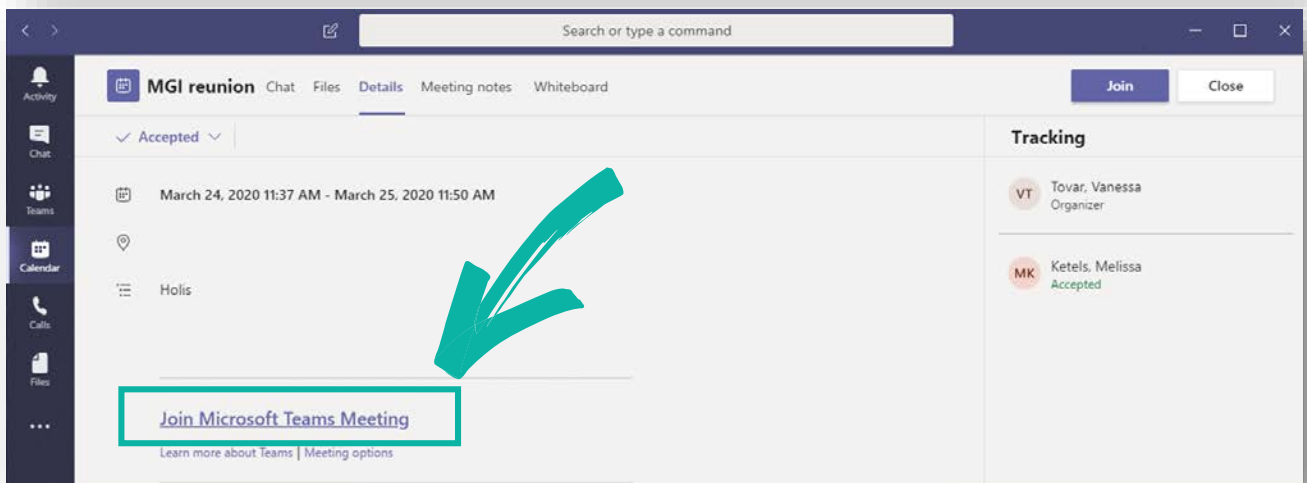 Search or type a command
Activity
Chat
Teams
Calendar
Calls
Files
MGI reunion Chat Files Details Meeting notes Whiteboard
Join Close
Accepted
March 24, 2020 11:37 AM - March 25, 2020 11:50 AM
Holis
Join Microsoft Teams Meeting
Learn more about Teams | Meeting options
Tracking
VT Tovar, Vanessa
Organizer
MK Ketels, Melissa
Accepted